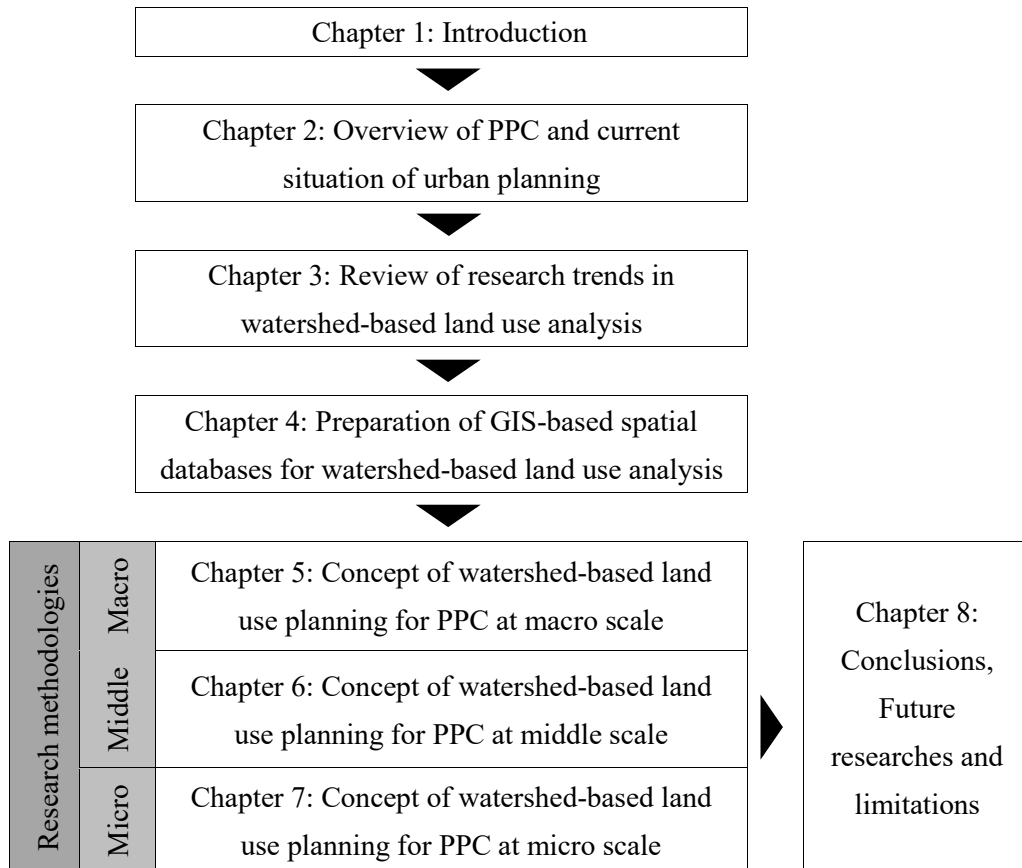 Chapter 1: Introduction
Chapter 2: Overview of PPC and current
situation of urban planning
Chapter 3: Review of research trends in
watershed-based land use analysis
Chapter 4: Preparation of GIS-based spatial
databases for watershed-based land use analysis
Research methodologies
Macro
Chapter 5: Concept of watershed-based land
use planning for PPC at macro scale
Middle
Chapter 6: Concept of watershed-based land
use planning for PPC at middle scale
Micro
Chapter 7: Concept of watershed-based land
use planning for PPC at micro scale
Chapter 8:
Conclusions,
Future
researches and
limitations